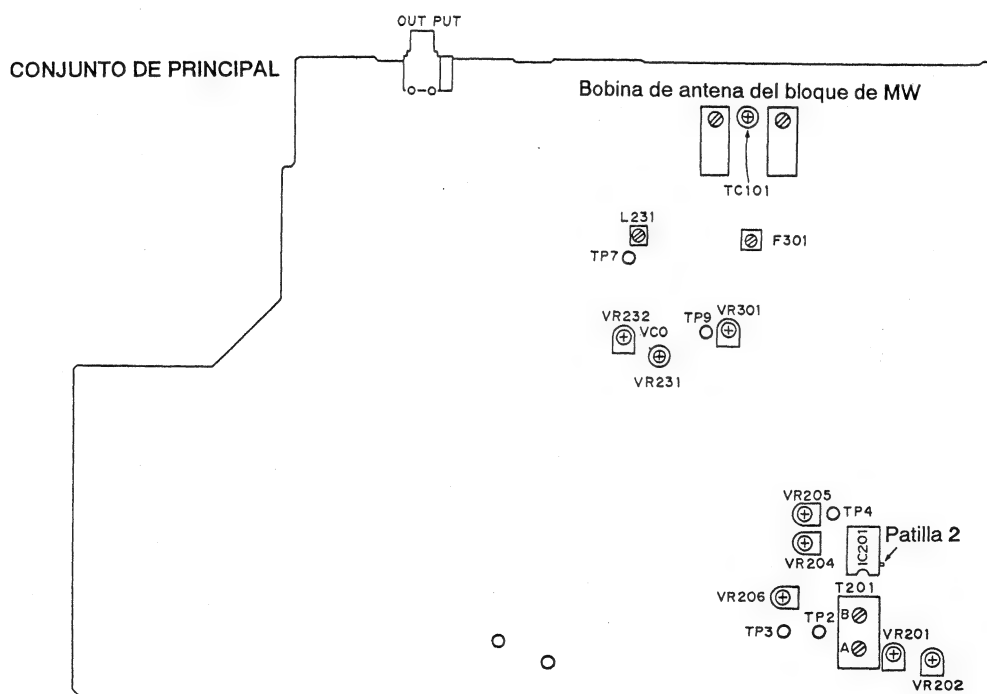 OUT PUT
CONJUNTO DE PRINCIPAL
Bobina de antena del bloque de MW
TC101
L231
F301
TP7
VR232
VCO
TP9
VR301
VR231
VR205
TP4
IC201
Patilla 2
VR204
T201
VR206
B
TP3
TP2
VR201
A
VR202